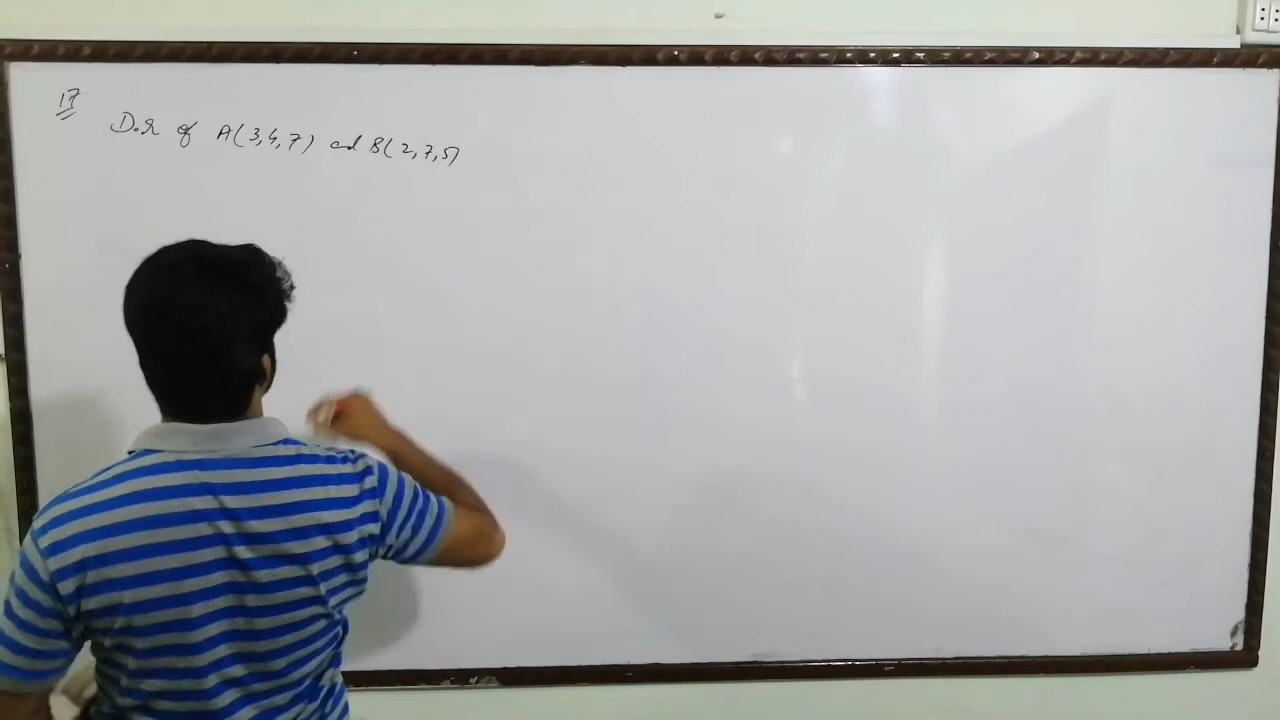 17
D.r of A(3,4,7) and B(2,7,5)